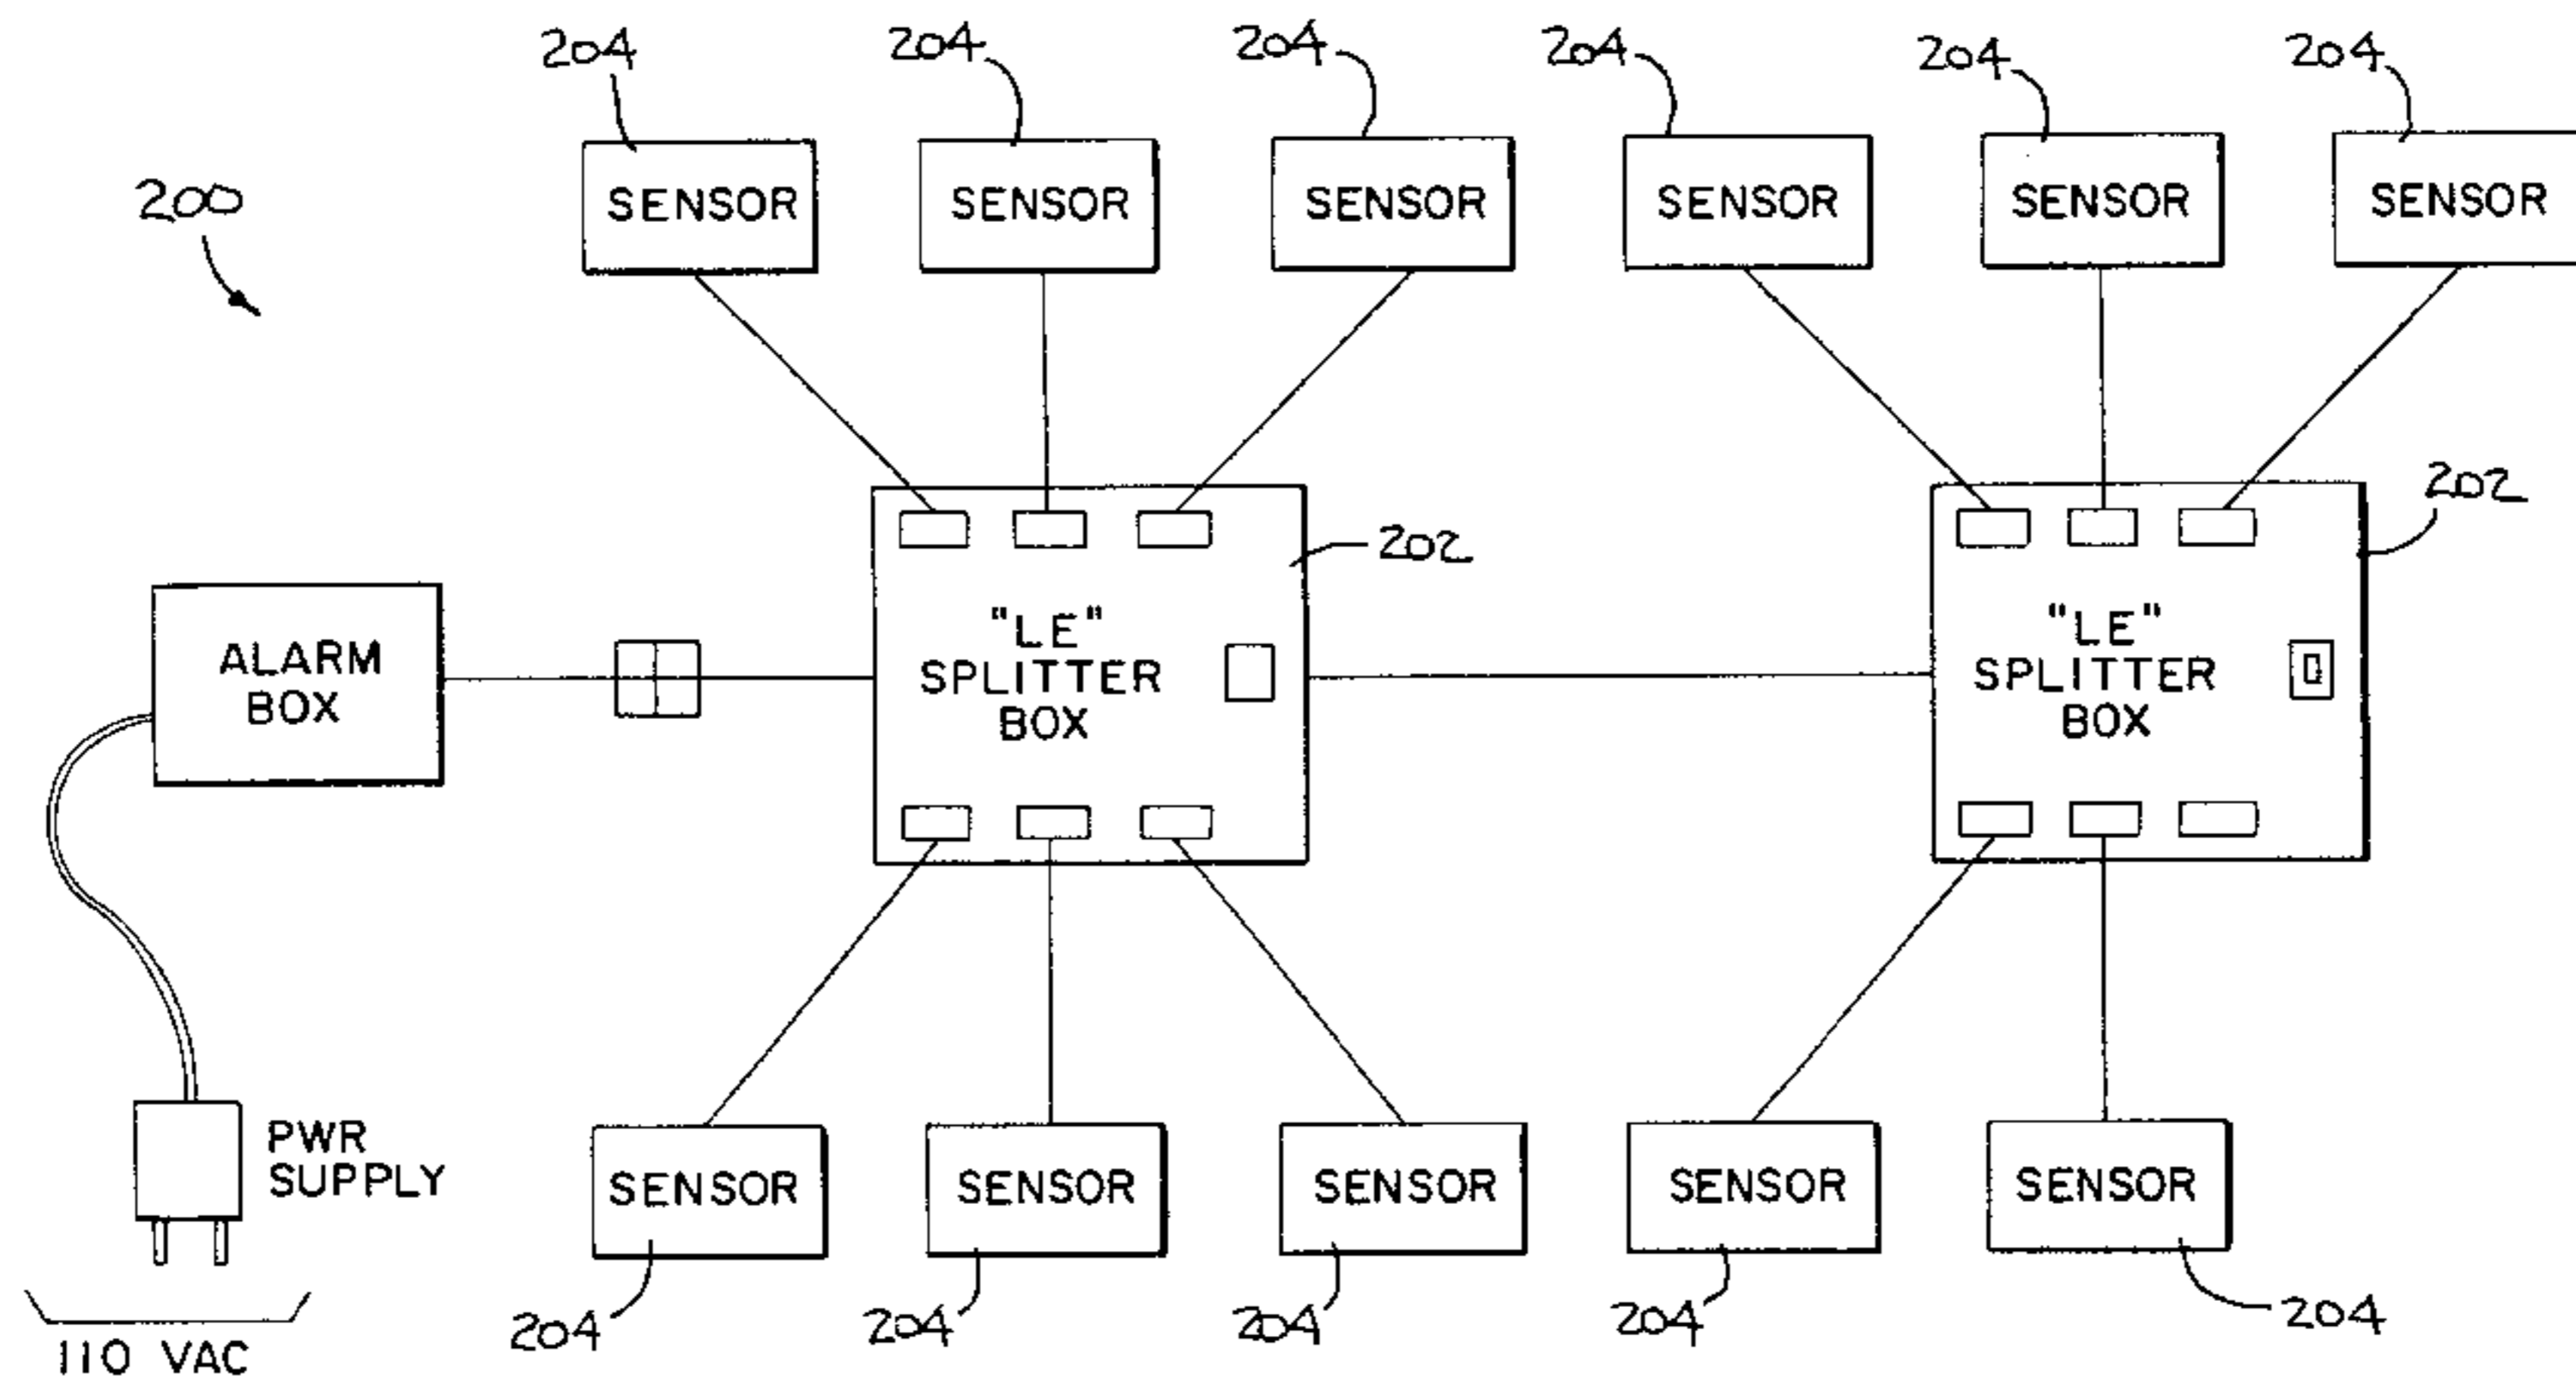 204 204 204 204 204 204
200
SENSOR SENSOR SENSOR SENSOR SENSOR SENSOR
202
202
"LE"
SPLITTER
BOX
"LE"
SPLITTER
BOX
ALARM
BOX
PWR
SUPPLY
SENSOR SENSOR SENSOR SENSOR SENSOR
204 204 204 204 204
110 VAC